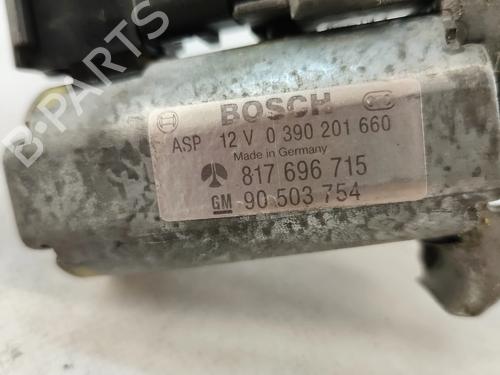 BOSCH
ASP 12 V 0 390 201 660
Made in Germany
817 696 715
GM 90 503 754
B-PARTS